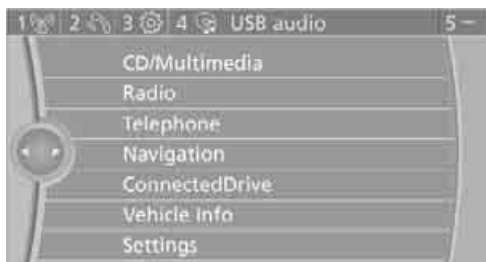 1 2 3 4 USB audio 5
CD/Multimedia
Radio
Telephone
Navigation
ConnectedDrive
Vehicle Info
Settings